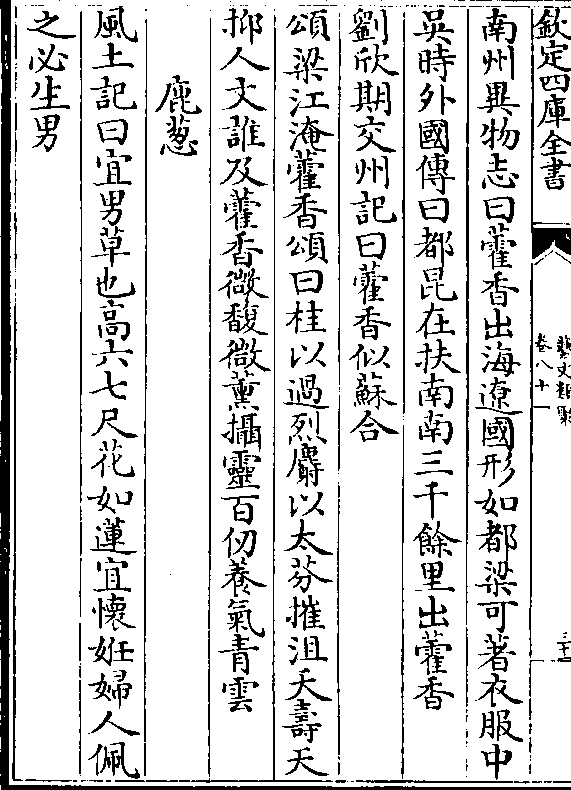 欽定四庫全書
藝文類聚
卷八十一
三十二
南州異物志曰藿香出海遼國形如都梁可著衣服中
吳時外國傳曰都昆在扶南南三千餘里出藿香
劉欣期交州記曰藿香似蘇合
頌梁江淹藿香頌曰桂以過烈麝以太芬摧沮夭壽夭
抑人文誰及藿香微馥微薰攝靈百仞養氣青雲
鹿葱
風土記曰宜男草也高六七尺花如蓮宜懷姙婦人佩
之必生男